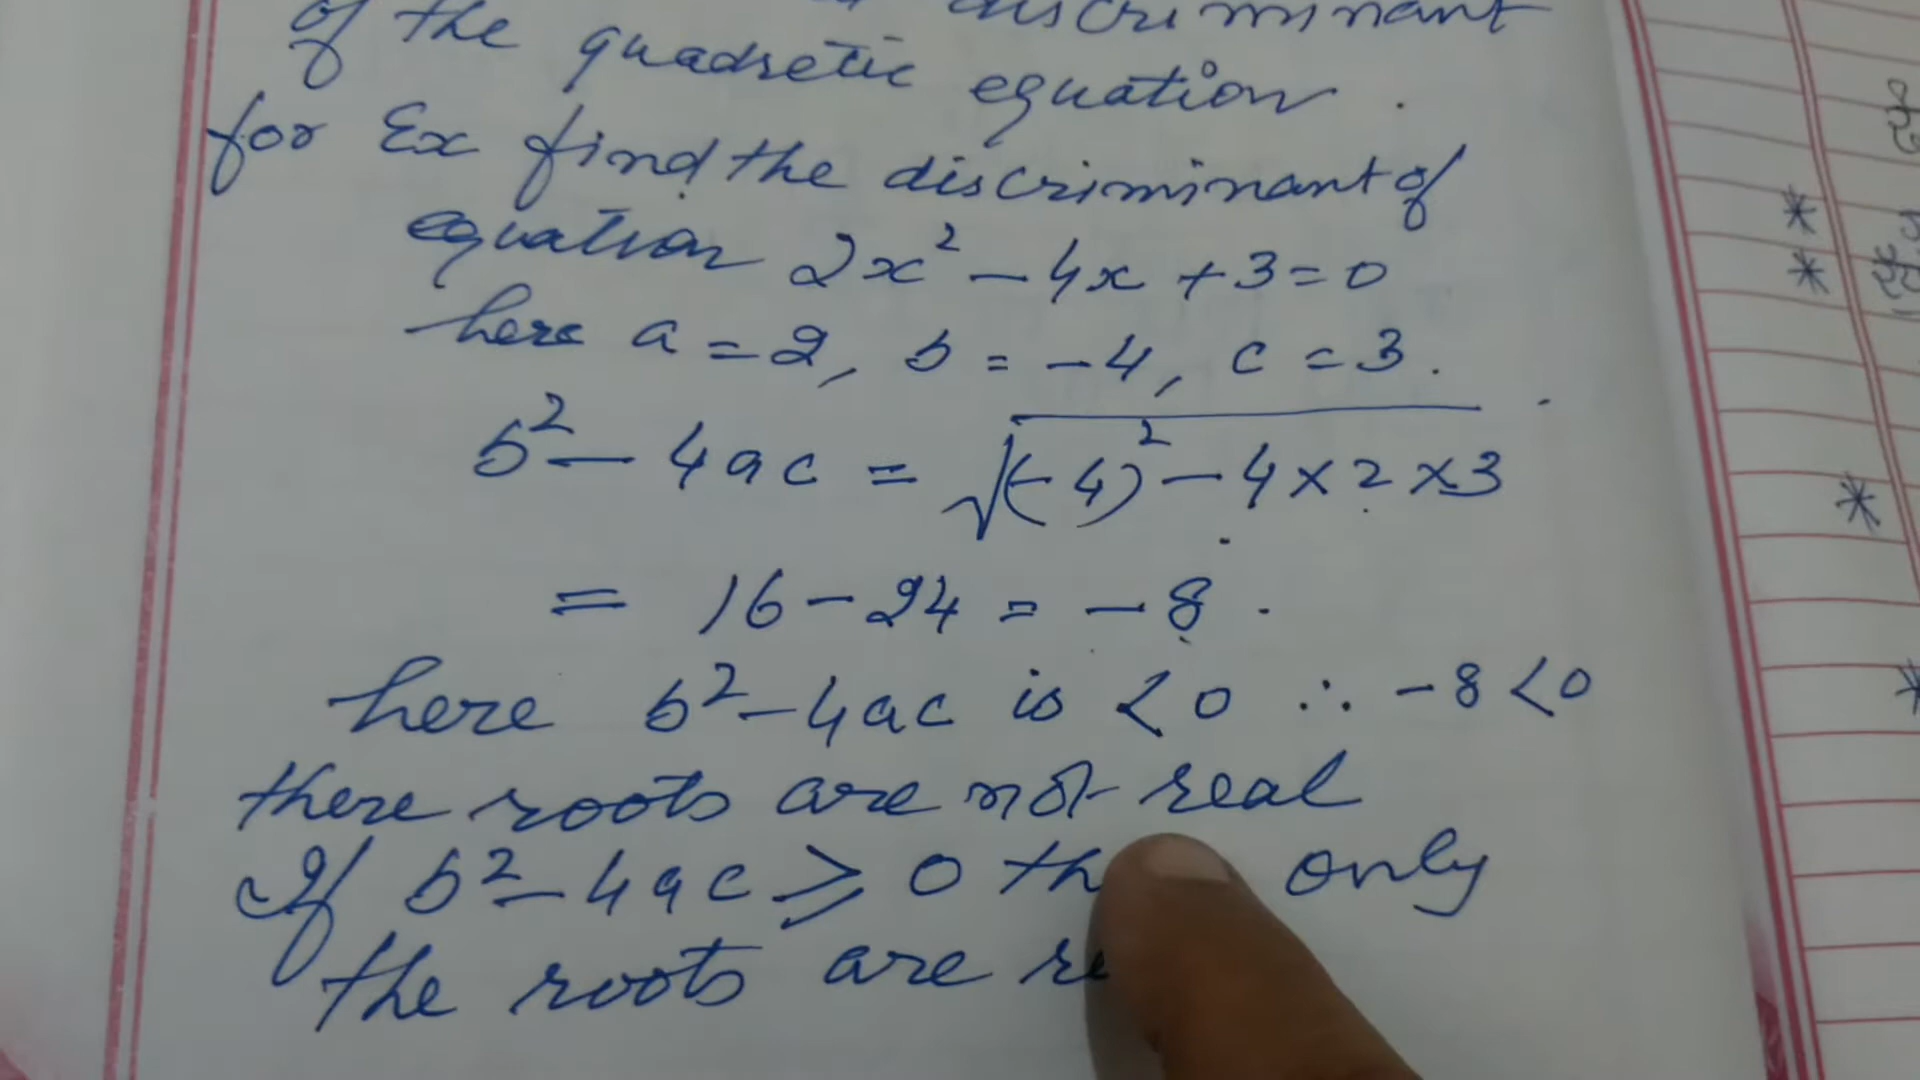 of the discriminant
quadretic equation.
for Ex find the discriminant of
equation 2x² - 4x + 3 = 0
here a = 2, b = -4, c = 3.
b² - 4ac = √(-4)² - 4 × 2 × 3
= 16 - 24 = -8.
here b² - 4ac is < 0 ∴ -8 < 0
there roots are not real
If b² - 4ac ≥ 0 only
the roots are